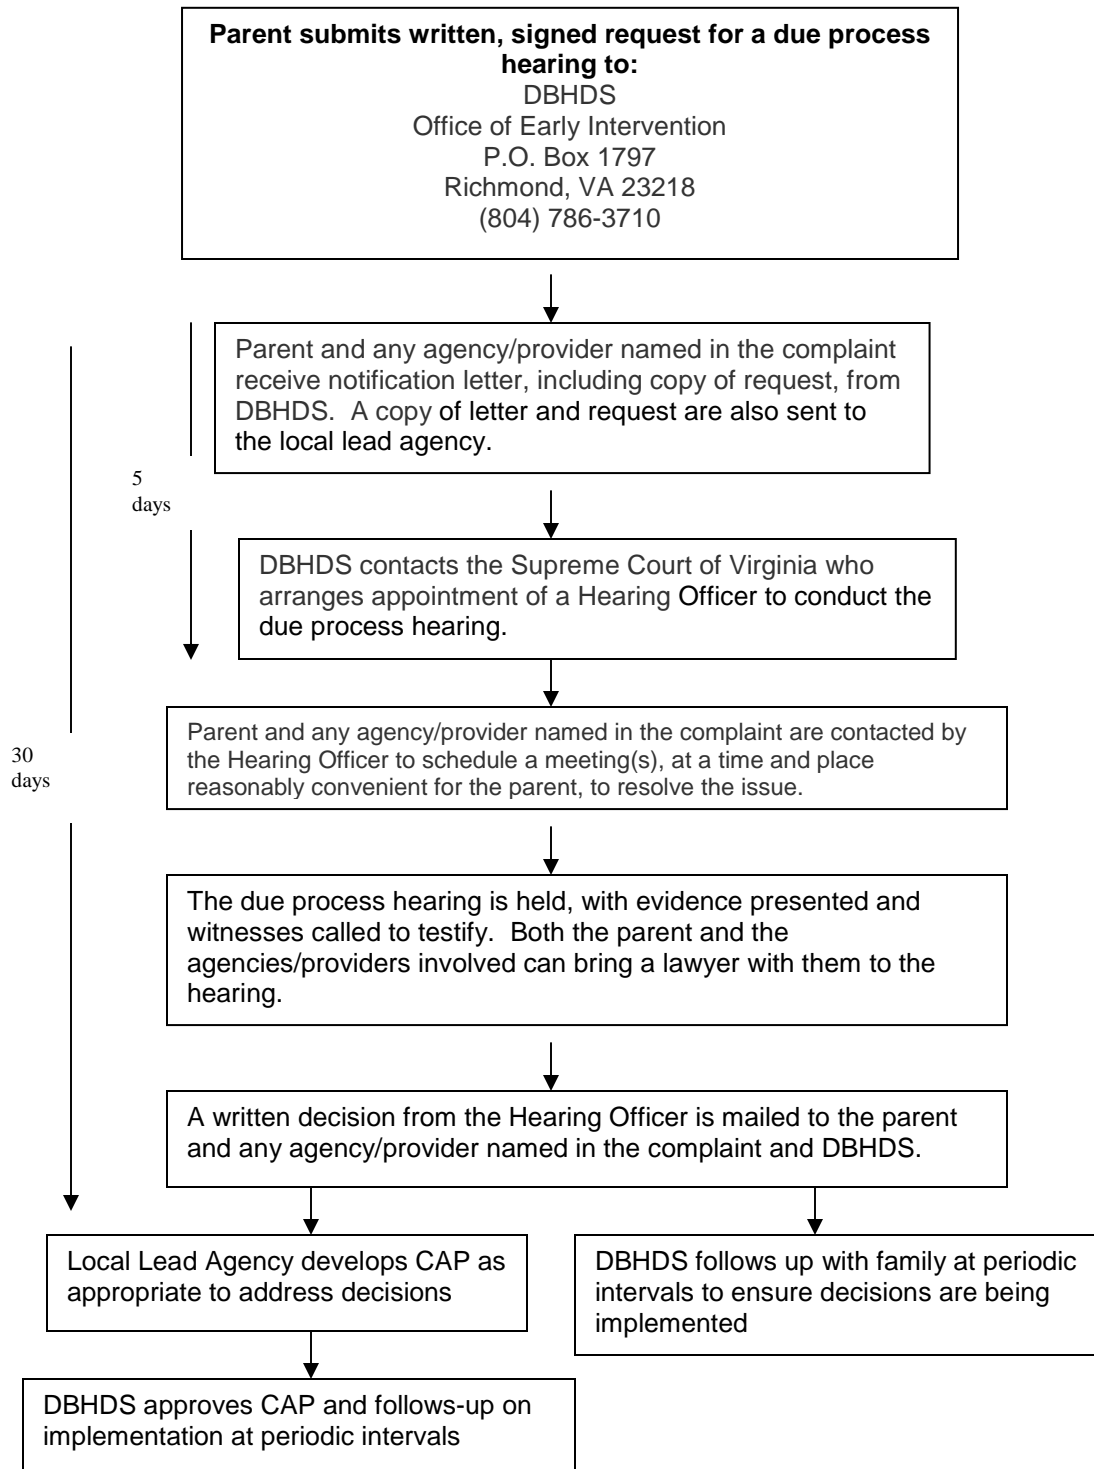 Parent submits written, signed request for a due process
hearing to:
DBHDS
Office of Early Intervention
P.O. Box 1797
Richmond, VA 23218
(804) 786-3710
Parent and any agency/provider named in the complaint
receive notification letter, including copy of request, from
DBHDS.  A copy of letter and request are also sent to
the local lead agency.
5
days
DBHDS contacts the Supreme Court of Virginia who
arranges appointment of a Hearing Officer to conduct the
due process hearing.
30
days
Parent and any agency/provider named in the complaint are contacted by
the Hearing Officer to schedule a meeting(s), at a time and place
reasonably convenient for the parent, to resolve the issue.
The due process hearing is held, with evidence presented and
witnesses called to testify.  Both the parent and the
agencies/providers involved can bring a lawyer with them to the
hearing.
A written decision from the Hearing Officer is mailed to the parent
and any agency/provider named in the complaint and DBHDS.
Local Lead Agency develops CAP as
appropriate to address decisions
DBHDS follows up with family at periodic
intervals to ensure decisions are being
implemented
DBHDS approves CAP and follows-up on
implementation at periodic intervals